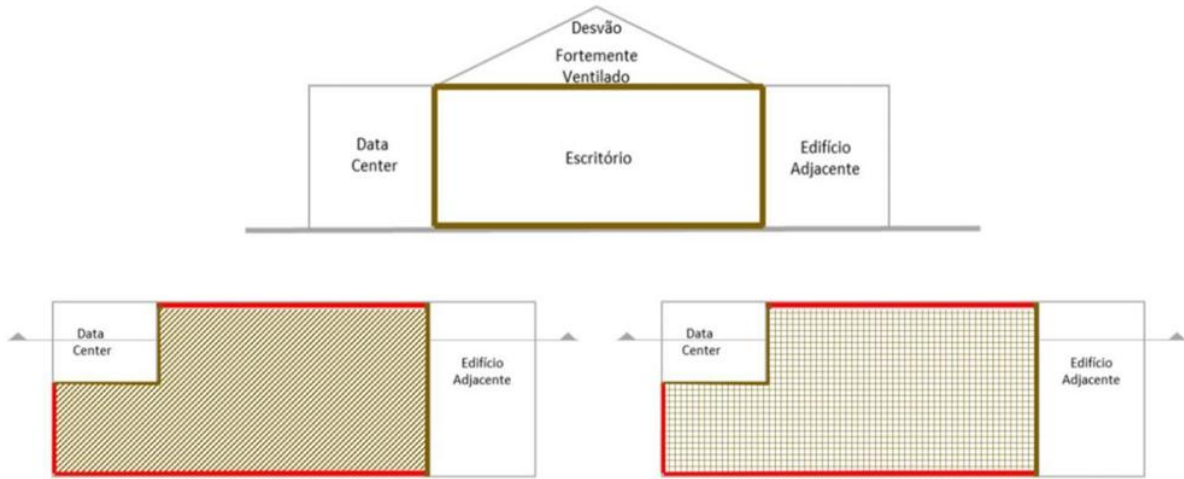 Desvão
Fortemente
Ventilado
Data
Center
Escritório
Edifício
Adjacente
Data
Center
Edifício
Adjacente
Data
Center
Edifício
Adjacente